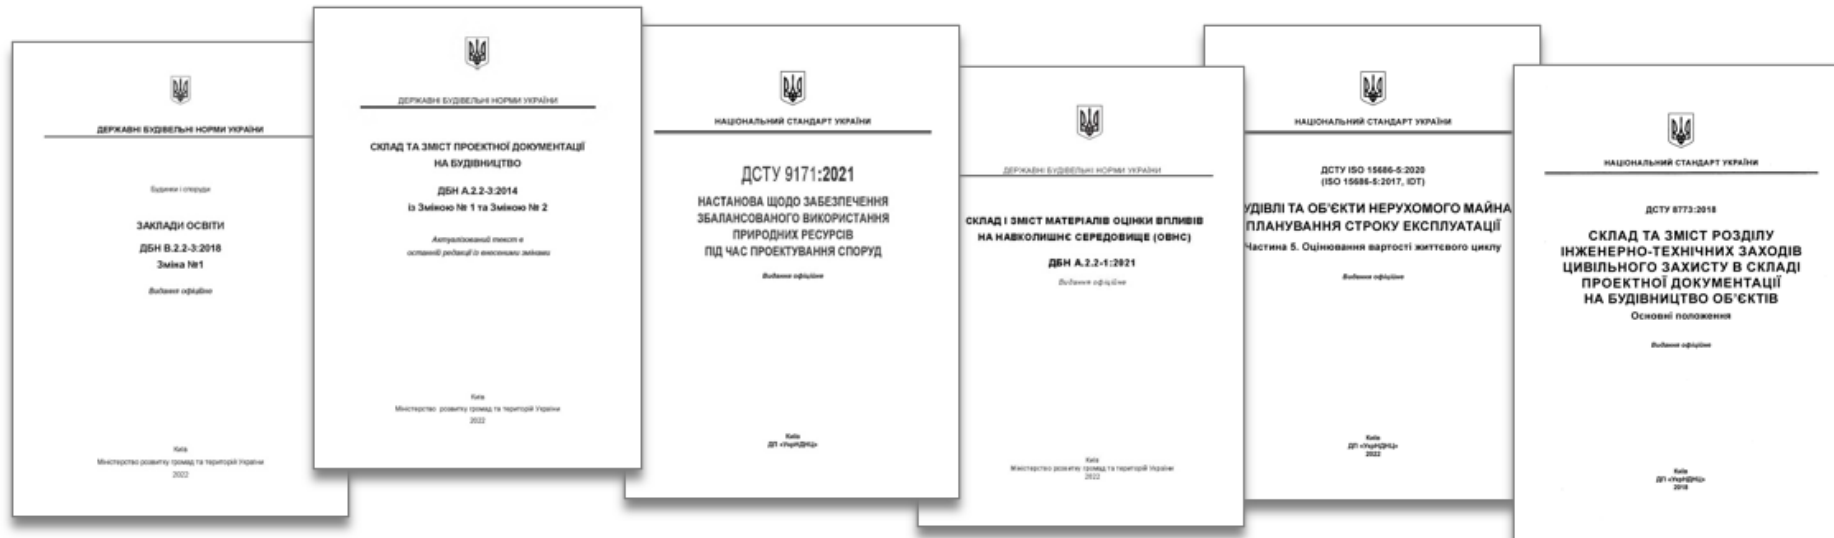 ДЕРЖАВНІ БУДІВЕЛЬНІ НОРМИ УКРАЇНИ
Будинки і споруди
ЗАКЛАДИ ОСВІТИ
ДБН В.2.2-3:2018
Зміна №1
Видання офіційне
Київ
Міністерство розвитку громад та територій України
2022
ДЕРЖАВНІ БУДІВЕЛЬНІ НОРМИ УКРАЇНИ
СКЛАД ТА ЗМІСТ ПРОЕКТНОЇ ДОКУМЕНТАЦІЇ
НА БУДІВНИЦТВО
ДБН А.2.2-3:2014
із Зміною № 1 та Зміною № 2
Актуалізований текст в
останній редакції із внесеними змінами
Київ
Міністерство розвитку громад та територій України
2022
НАЦІОНАЛЬНИЙ СТАНДАРТ УКРАЇНИ
ДСТУ 9171:2021
НАСТАНОВА ЩОДО ЗАБЕЗПЕЧЕННЯ
ЗБАЛАНСОВАНОГО ВИКОРИСТАННЯ
ПРИРОДНИХ РЕСУРСІВ
ПІД ЧАС ПРОЕКТУВАННЯ СПОРУД
Видання офіційне
Київ
ДП «УкрНДНЦ»
ДЕРЖАВНІ БУДІВЕЛЬНІ НОРМИ УКРАЇНИ
СКЛАД І ЗМІСТ МАТЕРІАЛІВ ОЦІНКИ ВПЛИВІВ
НА НАВКОЛИШНЄ СЕРЕДОВИЩЕ (ОВНС)
ДБН А.2.2-1:2021
Видання офіційне
Київ
Міністерство розвитку громад та територій України
2022
НАЦІОНАЛЬНИЙ СТАНДАРТ УКРАЇНИ
ДСТУ ISO 15686-5:2020
(ISO 15686-5:2017, IDT)
УДІВЛІ ТА ОБ'ЄКТИ НЕРУХОМОГО МАЙНА
ПЛАНУВАННЯ СТРОКУ ЕКСПЛУАТАЦІЇ
Частина 5. Оцінювання вартості життєвого циклу
Видання офіційне
Київ
ДП «УкрНДНЦ»
2022
НАЦІОНАЛЬНИЙ СТАНДАРТ УКРАЇНИ
ДСТУ 8773:2018
СКЛАД ТА ЗМІСТ РОЗДІЛУ
ІНЖЕНЕРНО-ТЕХНІЧНИХ ЗАХОДІВ
ЦИВІЛЬНОГО ЗАХИСТУ В СКЛАДІ
ПРОЕКТНОЇ ДОКУМЕНТАЦІЇ
НА БУДІВНИЦТВО ОБ'ЄКТІВ
Основні положення
Видання офіційне
Київ
ДП «УкрНДНЦ»
2018